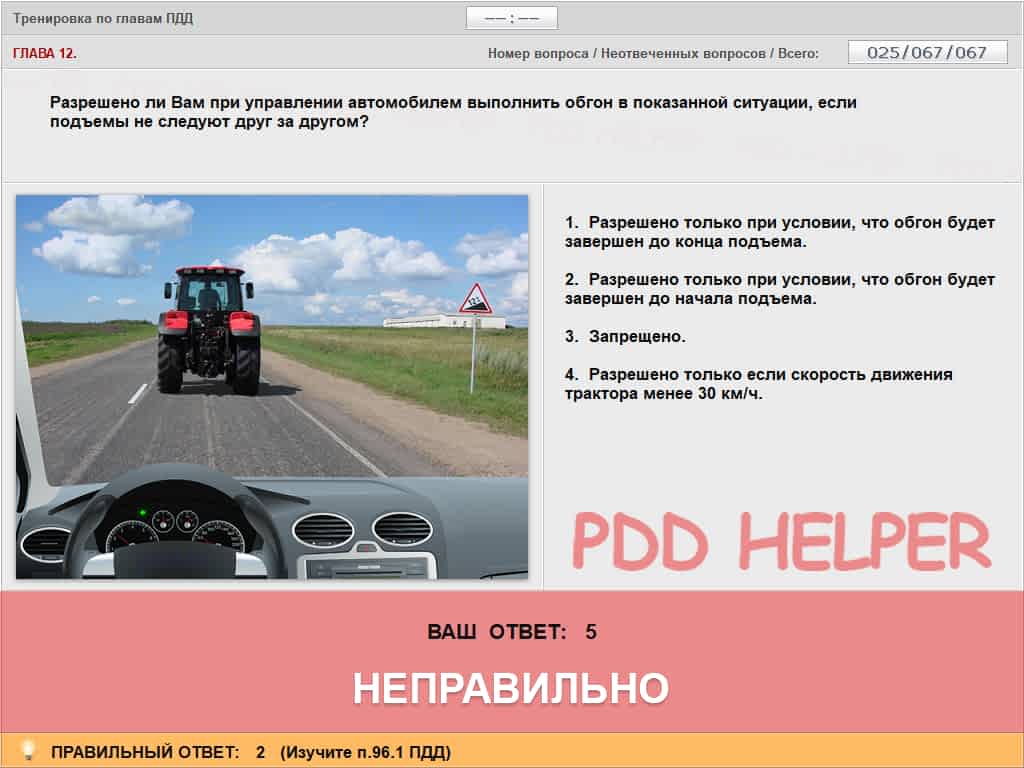 Тренировка по главам ПДД
—— : ——
ГЛАВА 12.
Номер вопроса / Неотвеченных вопросов / Всего:
025/067/067
Разрешено ли Вам при управлении автомобилем выполнить обгон в показанной ситуации, если
подъемы не следуют друг за другом?
1. Разрешено только при условии, что обгон будет
завершен до конца подъема.
2. Разрешено только при условии, что обгон будет
завершен до начала подъема.
3. Запрещено.
4. Разрешено только если скорость движения
трактора менее 30 км/ч.
12%
PDD HELPER
ВАШ ОТВЕТ: 5
НЕПРАВИЛЬНО
ПРАВИЛЬНЫЙ ОТВЕТ: 2 (Изучите п.96.1 ПДД)